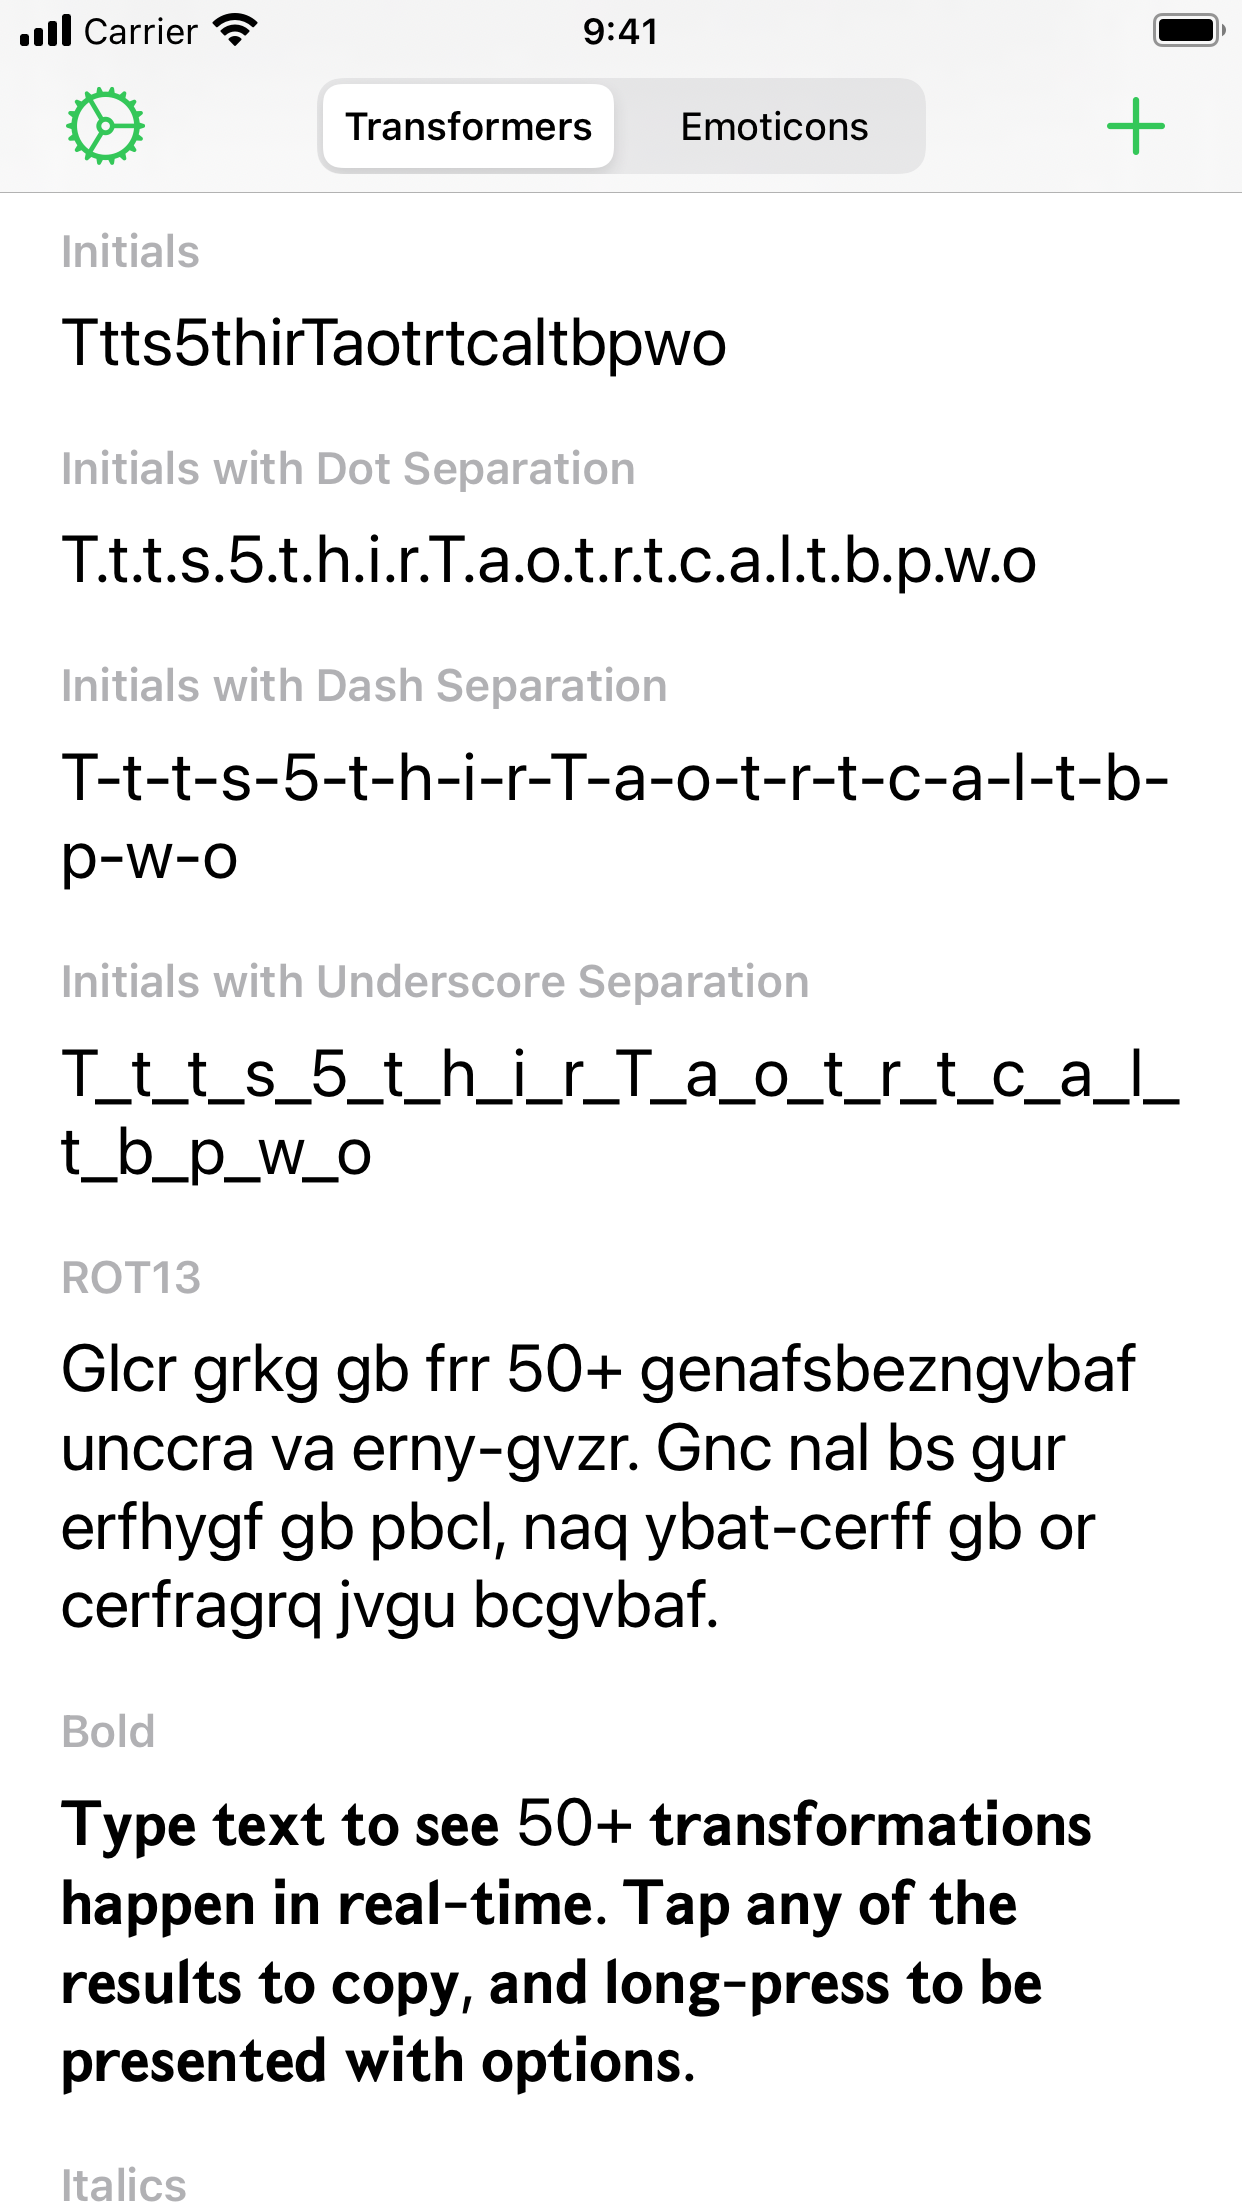 Carrier 9:41
Transformers Emoticons
Initials
Ttts5thirTaotrtcaltbpwo
Initials with Dot Separation
T.t.t.s.5.t.h.i.r.T.a.o.t.r.t.c.a.l.t.b.p.w.o
Initials with Dash Separation
T-t-t-s-5-t-h-i-r-T-a-o-t-r-t-c-a-l-t-b-
p-w-o
Initials with Underscore Separation
T_t_t_s_5_t_h_i_r_T_a_o_t_r_t_c_a_l_
t_b_p_w_o
ROT13
Glcr grkg gb frr 50+ genafsbezngvbaf
unccra va erny-gvzr. Gnc nal bs gur
erfhygf gb pbcl, naq ybat-cerff gb or
cerfragrq jvgu bcgvbaf.
Bold
Type text to see 50+ transformations
happen in real-time. Tap any of the
results to copy, and long-press to be
presented with options.
Italics